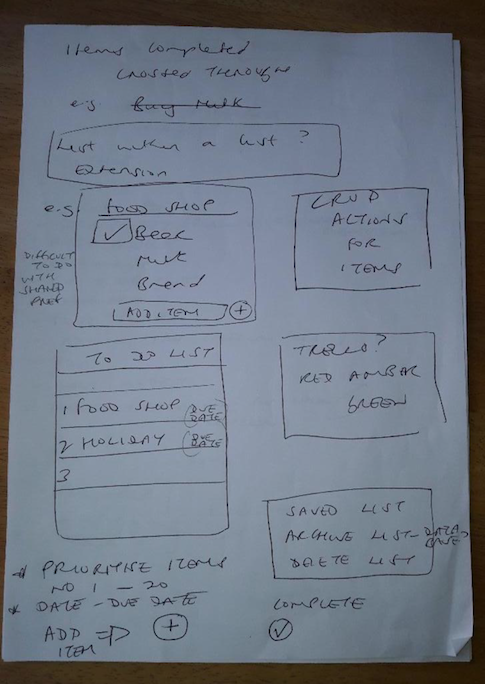 Items Completed
CROSSED THROUGH
e.g. Buy Milk
List within a list ?
Extension
e.g.
FOOD SHOP
Beer
Milk
Bread
ADD ITEM +
DIFFICULT
TO DO
WITH
SHARED
PREF
CRUD
ACTIONS
FOR
ITEMS
TO DO LIST
1 FOOD SHOP DUE DATE
2 HOLIDAY DUE DATE
3
TRELLO?
RED AMBAR
GREEN
SAVED LIST
ARCHIVE LIST - DATA BASE
DELETE LIST
* PRIORITISE ITEMS
NO 1 - 20
* DATE - DUE DATE
ADD ITEM => +
COMPLETE